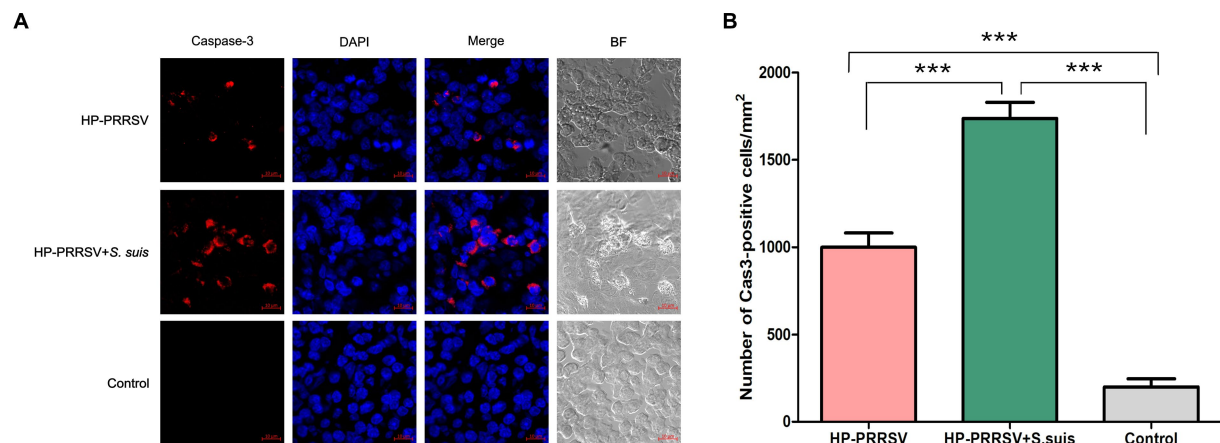 A
Caspase-3 DAPI Merge BF
HP-PRRSV
HP-PRRSV+S. suis
Control
B
***
*** ***
Number of Cas3-positive cells/mm²
2000
1500
1000
500
0
HP-PRRSV HP-PRRSV+S.suis Control